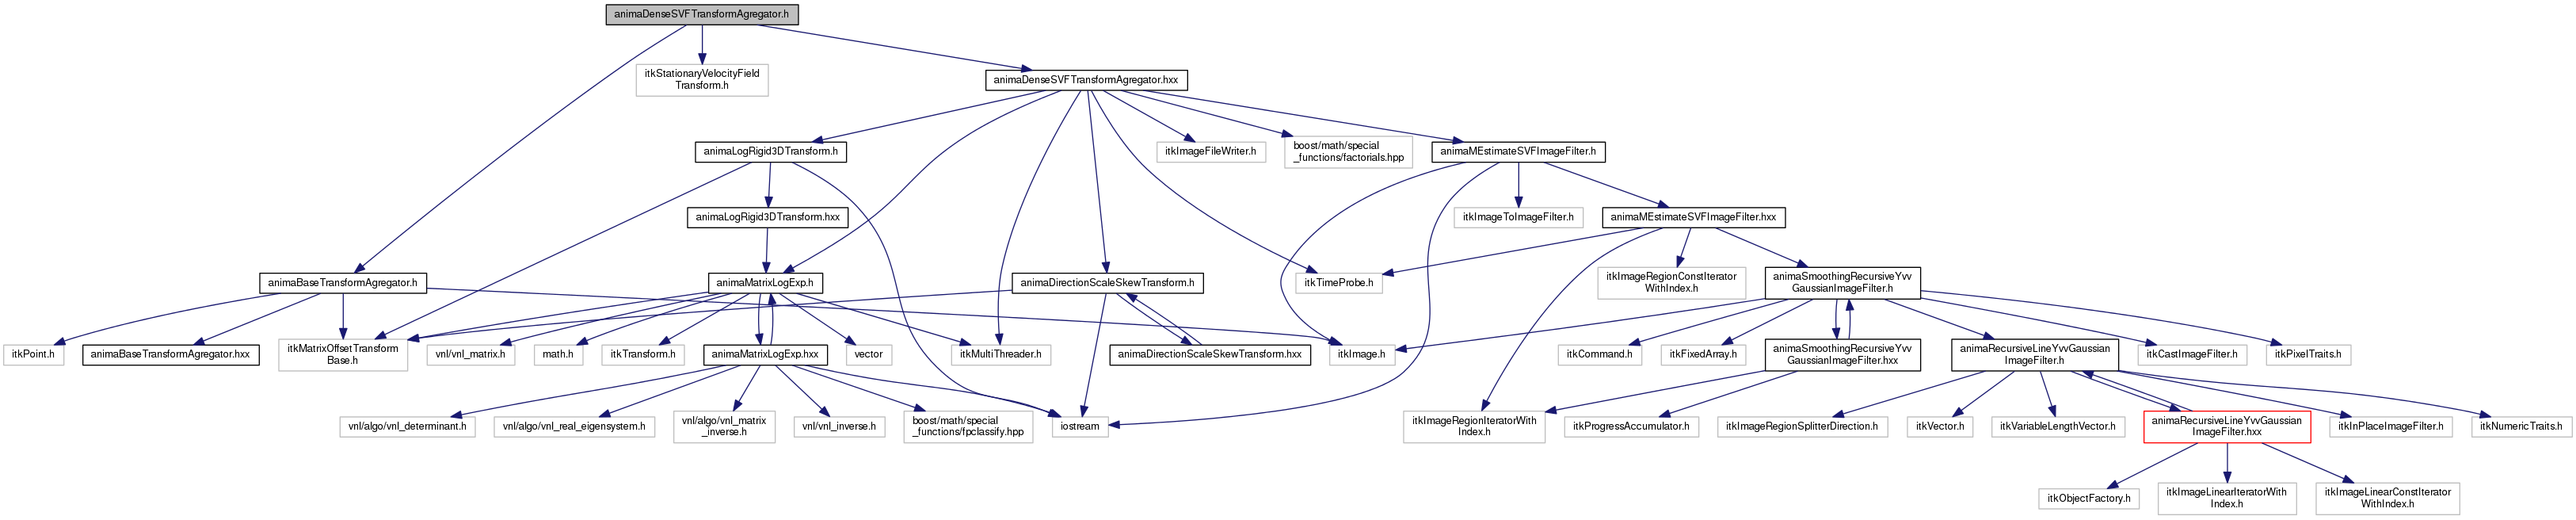 animaDenseSVFTransformAgregator.h
itkStationaryVelocityField
Transform.h
animaDenseSVFTransformAgregator.hxx
animaLogRigid3DTransform.h
itkImageFileWriter.h
boost/math/special
_functions/factorials.hpp
animaMEstimateSVFImageFilter.h
animaLogRigid3DTransform.hxx
itkImageToImageFilter.h
animaMEstimateSVFImageFilter.hxx
animaBaseTransformAgregator.h
animaMatrixLogExp.h
animaDirectionScaleSkewTransform.h
itkTimeProbe.h
itkImageRegionConstIterator
WithIndex.h
animaSmoothingRecursiveYvv
GaussianImageFilter.h
itkPoint.h
animaBaseTransformAgregator.hxx
itkMatrixOffsetTransform
Base.h
vnl/vnl_matrix.h
math.h
itkTransform.h
animaMatrixLogExp.hxx
vector
itkMultiThreader.h
animaDirectionScaleSkewTransform.hxx
itkImage.h
itkCommand.h
itkFixedArray.h
animaSmoothingRecursiveYvv
GaussianImageFilter.hxx
animaRecursiveLineYvvGaussian
ImageFilter.h
itkCastImageFilter.h
itkPixelTraits.h
vnl/algo/vnl_determinant.h
vnl/algo/vnl_real_eigensystem.h
vnl/algo/vnl_matrix
_inverse.h
vnl/vnl_inverse.h
boost/math/special
_functions/fpclassify.hpp
iostream
itkImageRegionIteratorWith
Index.h
itkProgressAccumulator.h
itkImageRegionSplitterDirection.h
itkVector.h
itkVariableLengthVector.h
animaRecursiveLineYvvGaussian
ImageFilter.hxx
itkInPlaceImageFilter.h
itkNumericTraits.h
itkObjectFactory.h
itkImageLinearIteratorWith
Index.h
itkImageLinearConstIterator
WithIndex.h